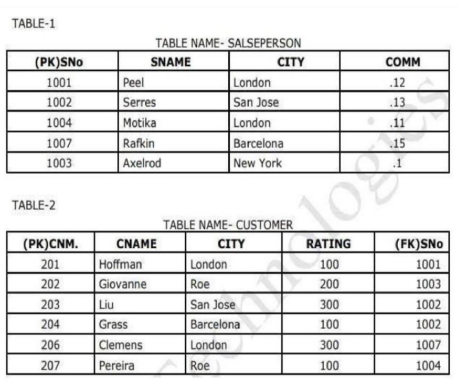 TABLE-1
TABLE NAME- SALSEPERSON
(PK)SNo SNAME CITY COMM
1001 Peel London .12
1002 Serres San Jose .13
1004 Motika London .11
1007 Rafkin Barcelona .15
1003 Axelrod New York .1
TABLE-2
TABLE NAME- CUSTOMER
(PK)CNM. CNAME CITY RATING (FK)SNo
201 Hoffman London 100 1001
202 Giovanne Roe 200 1003
203 Liu San Jose 300 1002
204 Grass Barcelona 100 1002
206 Clemens London 300 1007
207 Pereira Roe 100 1004
Technologies